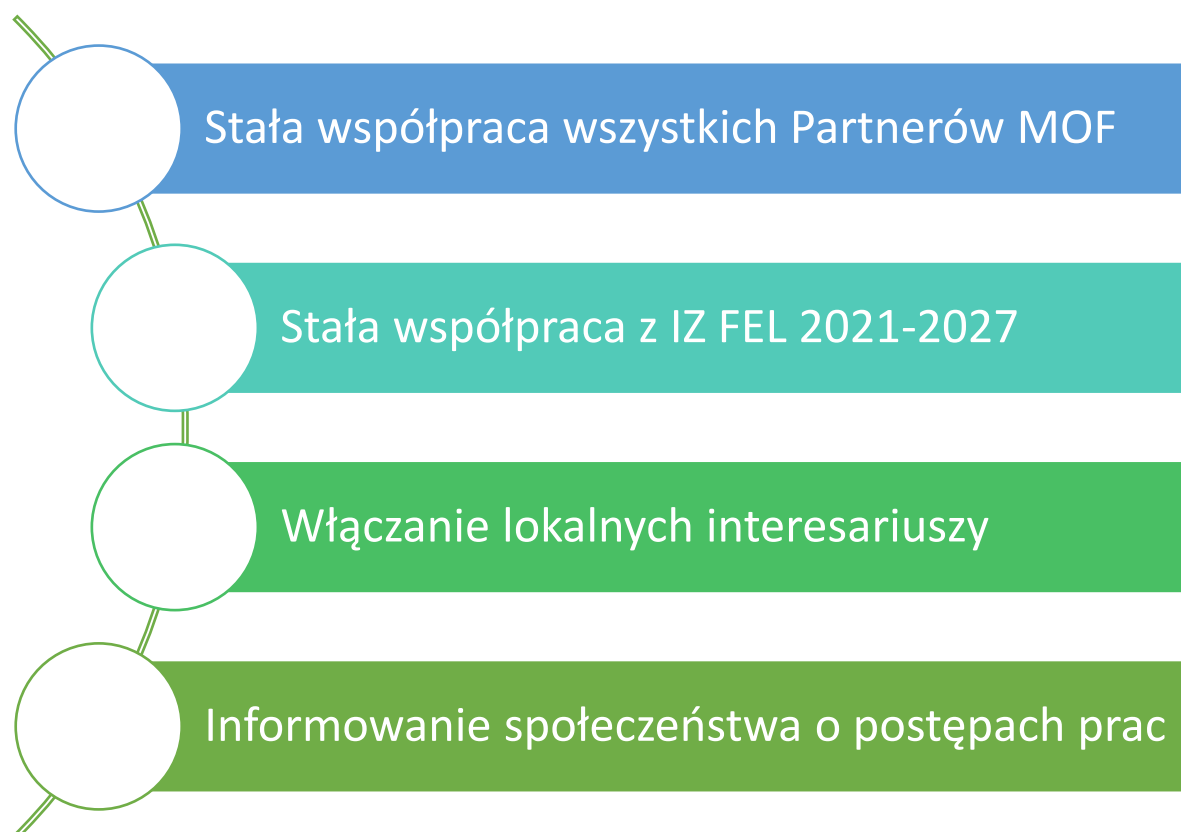 Stała współpraca wszystkich Partnerów MOF
Stała współpraca z IZ FEL 2021-2027
Włączanie lokalnych interesariuszy
Informowanie społeczeństwa o postępach prac